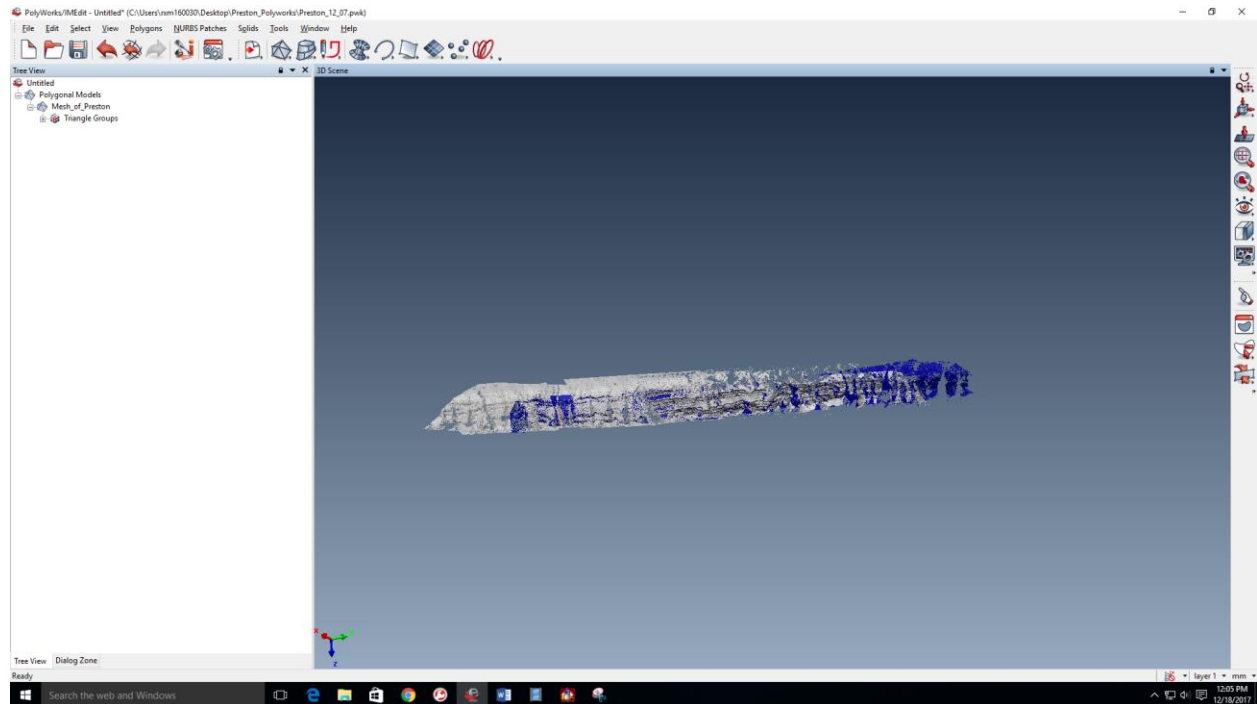 PolyWorks/IMEdit - Untitled* (C:\Users\nxm160030\Desktop\Preston_Polyworks\Preston_12_07.pwk)
File Edit Select View Polygons NURBS Patches Solids Tools Window Help
Tree View
3D Scene
Untitled
Polygonal Models
Mesh_of_Preston
Triangle Groups
x
z
Tree View Dialog Zone
Ready
layer 1 mm
Search the web and Windows
12:05 PM
12/18/2017